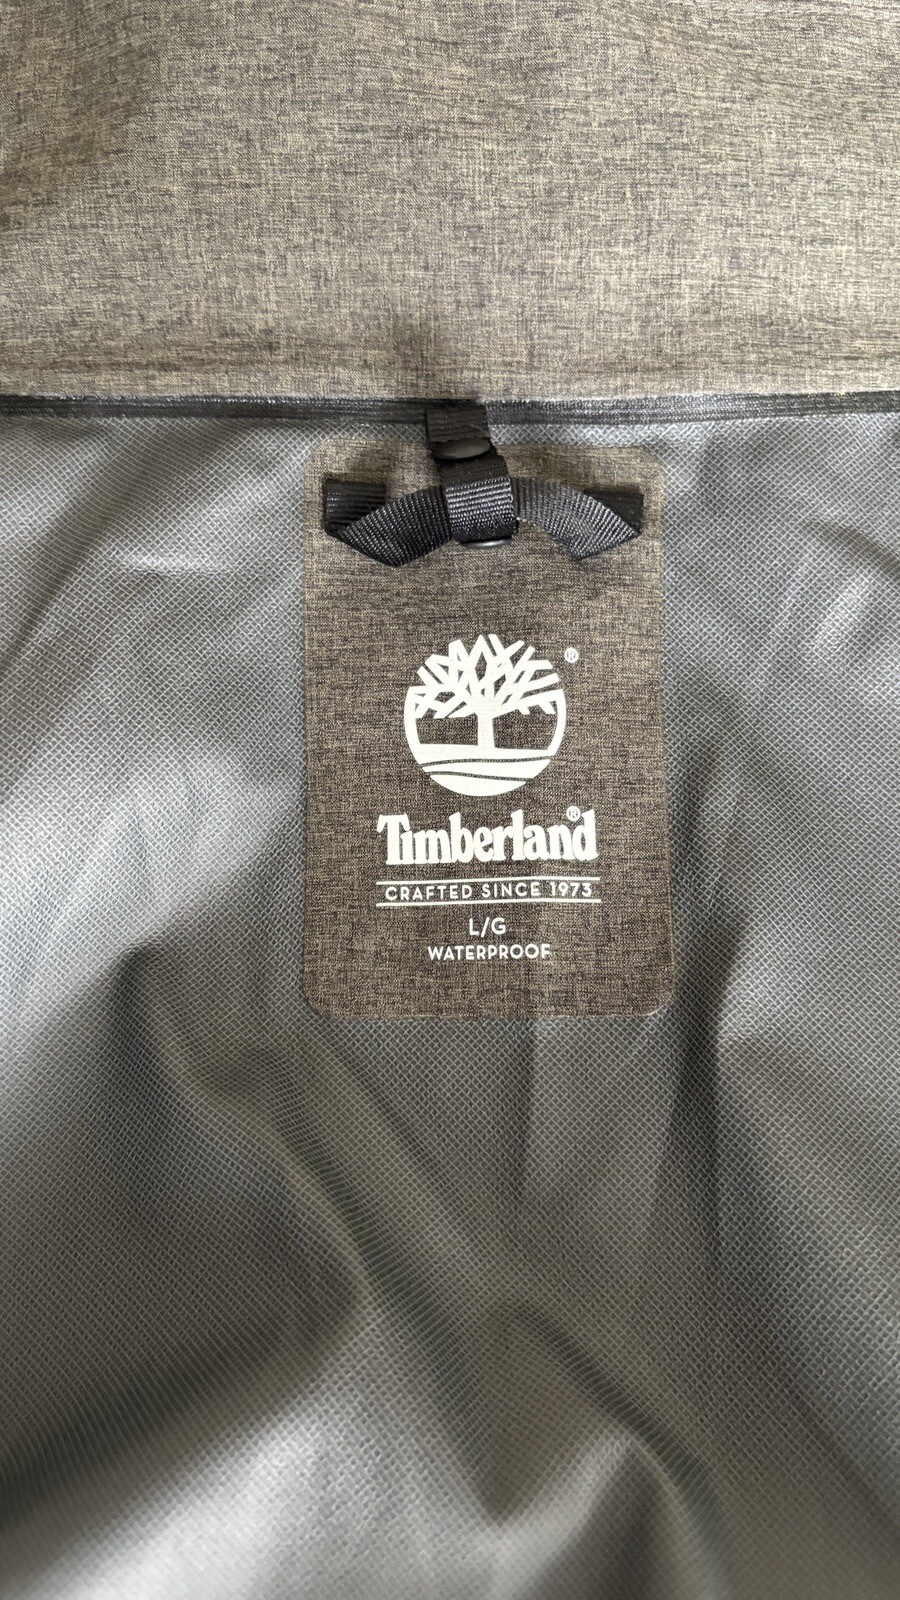 ®
Timberland®
CRAFTED SINCE 1973
L/G
WATERPROOF